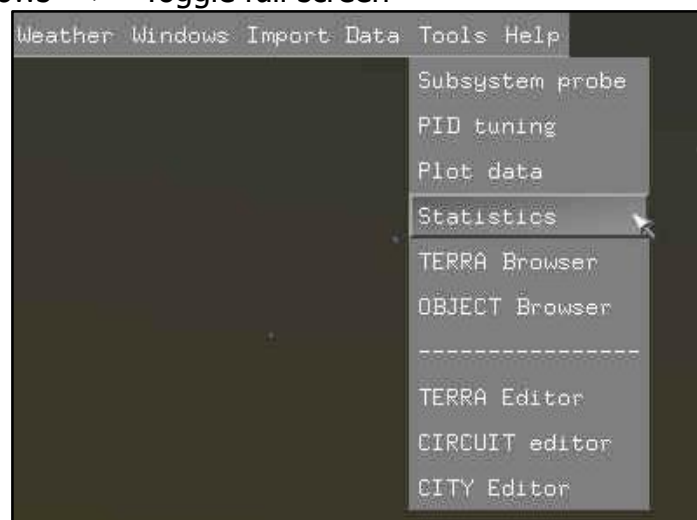 Toggle full screen
Weather Windows Import Data Tools Help
Subsystem probe
PID tuning
Plot data
Statistics
TERRA Browser
OBJECT Browser
-----------------
TERRA Editor
CIRCUIT editor
CITY Editor